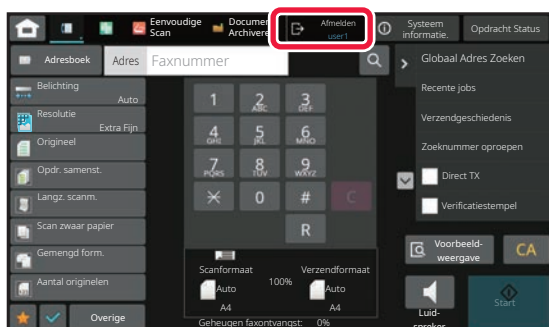 Eenvoudige
Scan
Documen
Archivere
Afmelden
user1
Systeem
informatie.
Opdracht Status
Adresboek
Adres
Faxnummer
Globaal Adres Zoeken
Belichting
Auto
Resolutie
Extra Fijn
Origineel
Opdr. samenst.
Langz. scanm.
Scan zwaar papier
Gemengd form.
Aantal originelen
Overige
1
2
ABC
3
DEF
4
GHI
5
JKL
6
MNO
7
PQRS
8
TUV
9
WXYZ
0
#
C
R
Scanformaat
Verzendformaat
Auto
100%
Auto
A4
A4
Geheugen faxontvangst: 0%
Recente jobs
Verzendgeschiedenis
Zoeknummer oproepen
Direct TX
Verificatiestempel
Voorbeeld-
weergave
CA
Luid-
spreker
Start